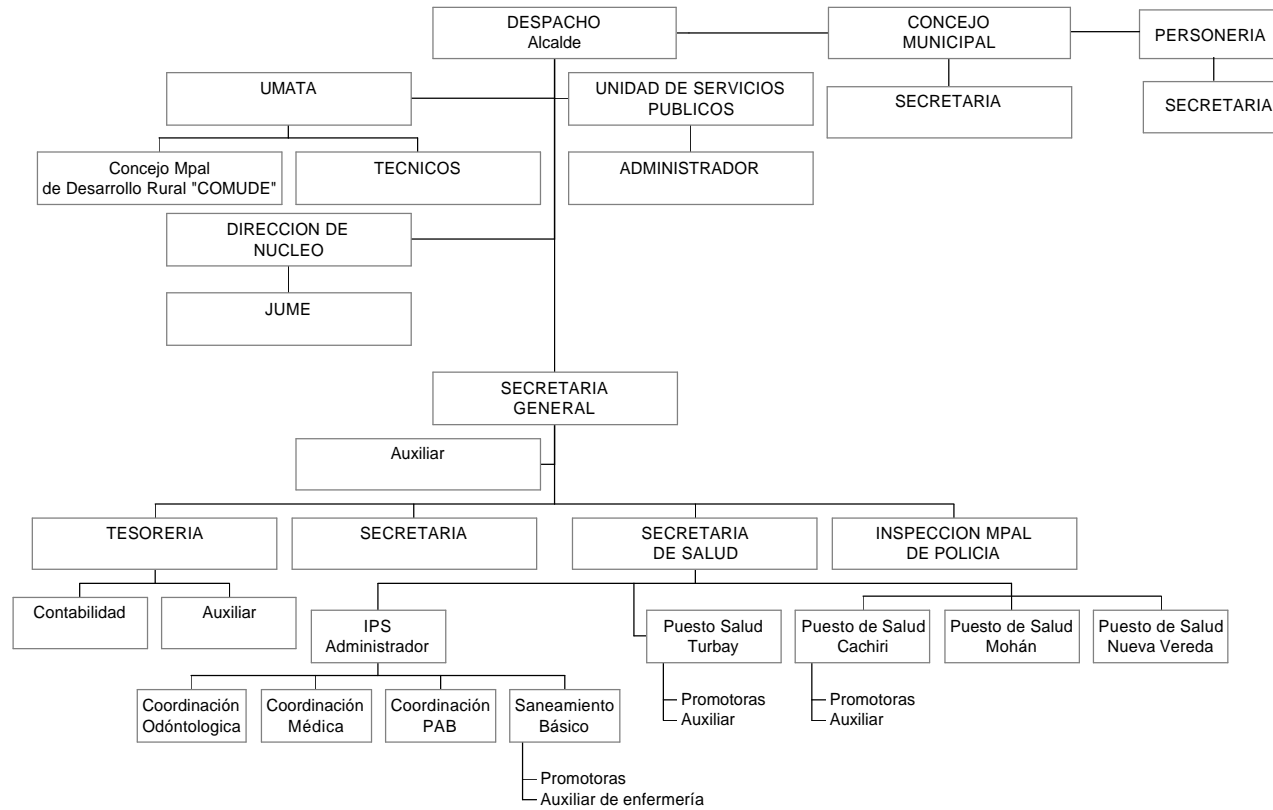 DESPACHO
Alcalde
CONCEJO
MUNICIPAL
PERSONERIA
UMATA
UNIDAD DE SERVICIOS
PUBLICOS
SECRETARIA
SECRETARIA
Concejo Mpal
de Desarrollo Rural "COMUDE"
TECNICOS
ADMINISTRADOR
DIRECCION DE
NUCLEO
JUME
SECRETARIA
GENERAL
Auxiliar
TESORERIA
SECRETARIA
SECRETARIA
DE SALUD
INSPECCION MPAL
DE POLICIA
Contabilidad
Auxiliar
IPS
Administrador
Puesto Salud
Turbay
Puesto de Salud
Cachiri
Puesto de Salud
Mohán
Puesto de Salud
Nueva Vereda
Coordinación
Odóntologica
Coordinación
Médica
Coordinación
PAB
Saneamiento
Básico
Promotoras
Auxiliar
Promotoras
Auxiliar
Promotoras
Auxiliar de enfermería